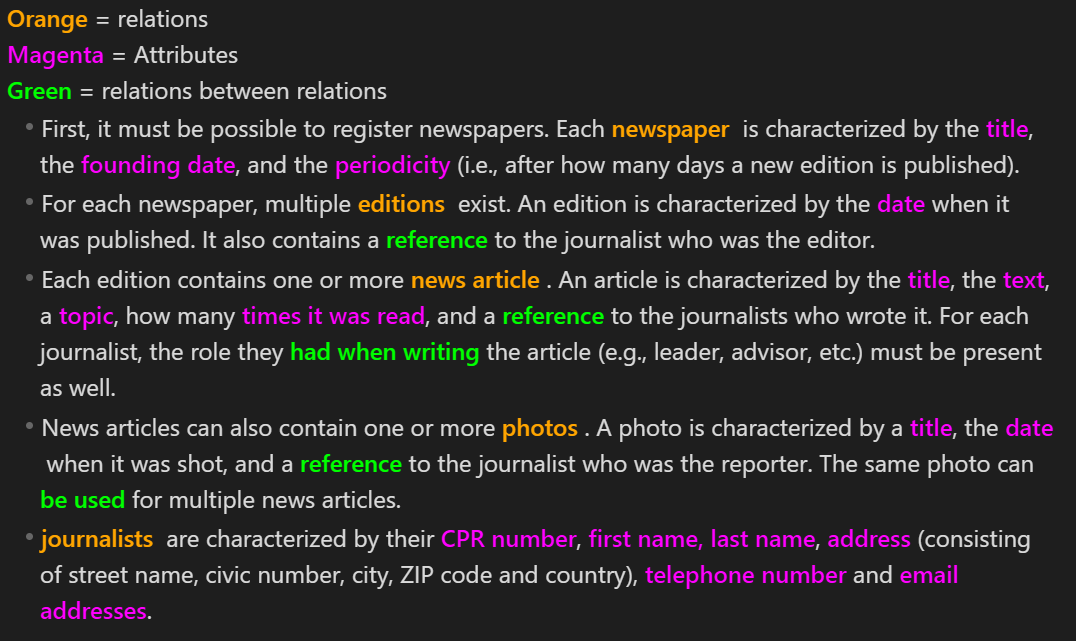 Orange = relations
Magenta = Attributes
Green = relations between relations
• First, it must be possible to register newspapers. Each newspaper is characterized by the title,
the founding date, and the periodicity (i.e., after how many days a new edition is published).
• For each newspaper, multiple editions exist. An edition is characterized by the date when it
was published. It also contains a reference to the journalist who was the editor.
• Each edition contains one or more news article . An article is characterized by the title, the text,
a topic, how many times it was read, and a reference to the journalists who wrote it. For each
journalist, the role they had when writing the article (e.g., leader, advisor, etc.) must be present
as well.
• News articles can also contain one or more photos . A photo is characterized by a title, the date
when it was shot, and a reference to the journalist who was the reporter. The same photo can
be used for multiple news articles.
• journalists are characterized by their CPR number, first name, last name, address (consisting
of street name, civic number, city, ZIP code and country), telephone number and email
addresses.